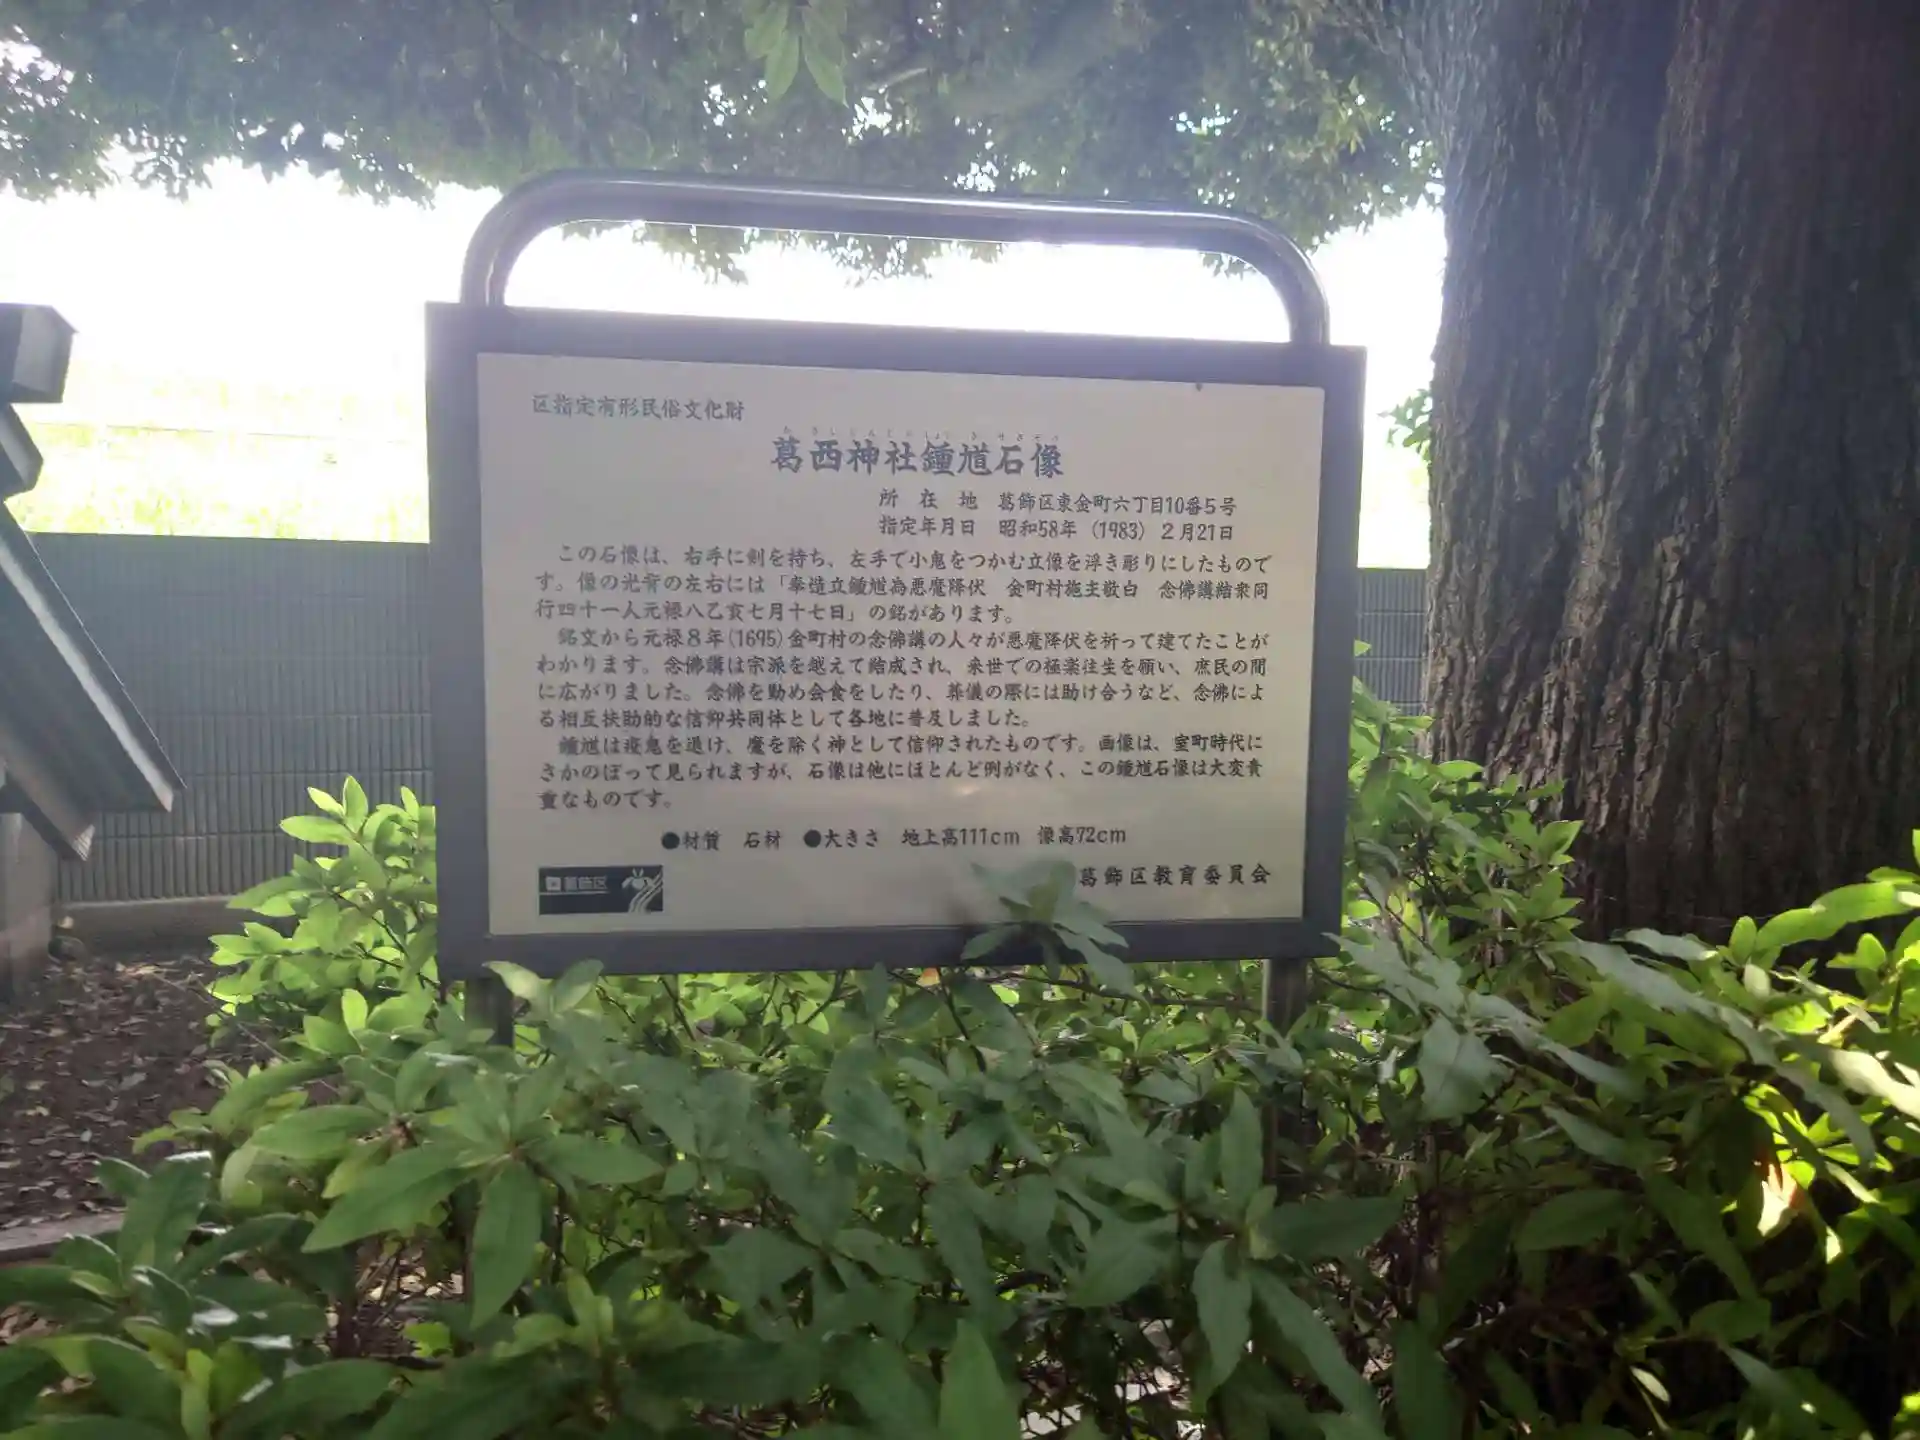 区指定有形民俗文化財
かさいじんじゃしょうきせきぞう
葛西神社鍾馗石像
所在地 葛飾区東金町六丁目10番5号
指定年月日 昭和58年(1983)2月21日
この石像は、右手に剣を持ち、左手で小鬼をつかむ立像を浮き彫りにしたもので
す。像の光背の左右には「奉造立鍾馗為悪魔降伏 金町村施主敬白 念佛講結衆同
行四十一人元禄八乙亥七月十七日」の銘があります。
銘文から元禄8年(1695)金町村の念佛講の人々が悪魔降伏を祈って建てたことが
わかります。念佛講は宗派を越えて結成され、来世での極楽往生を願い、庶民の間
に広がりました。念佛を勤め会食をしたり、葬儀の際には助け合うなど、念佛によ
る相互扶助的な信仰共同体として各地に普及しました。
鍾馗は疫鬼を退け、魔を除く神として信仰されたものです。画像は、室町時代に
さかのぼって見られますが、石像は他にほとんど例がなく、この鍾馗石像は大変貴
重なものです。
●材質 石材 ●大きさ 地上高111cm 像高72cm
葛飾区
葛飾区教育委員会